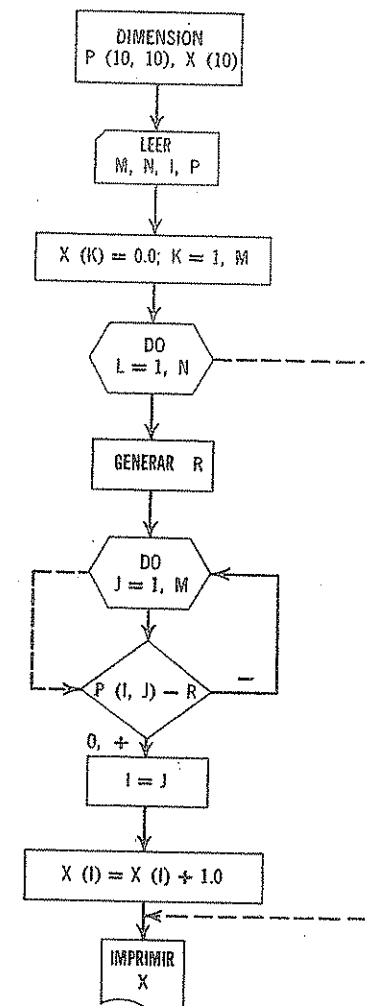 DIMENSION
P (10, 10), X (10)
LEER
M, N, I, P
X (K) = 0.0; K = 1, M
DO
L = 1, N
GENERAR R
DO
J = 1, M
P (I, J) – R
–
0, +
I = J
X (I) = X (I) + 1.0
IMPRIMIR
X